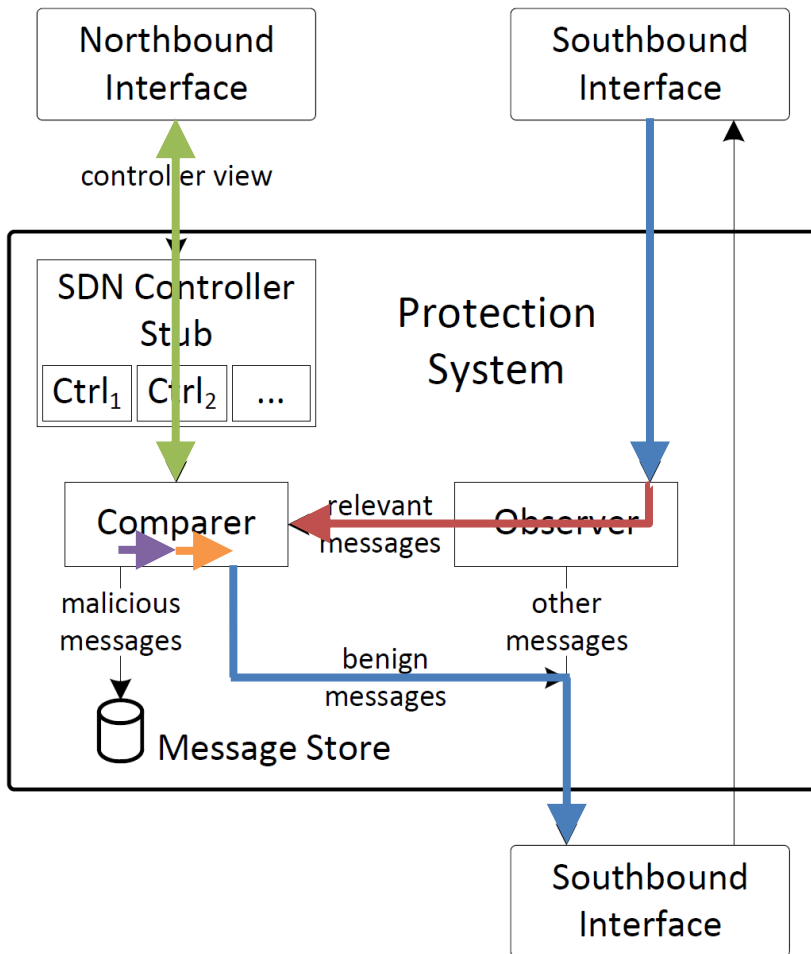 Northbound
Interface
Southbound
Interface
controller view
SDN Controller
Stub
Ctrl₁
Ctrl₂
...
Protection
System
Comparer
relevant
messages
Observer
malicious
messages
benign
messages
other
messages
Message Store
Southbound
Interface